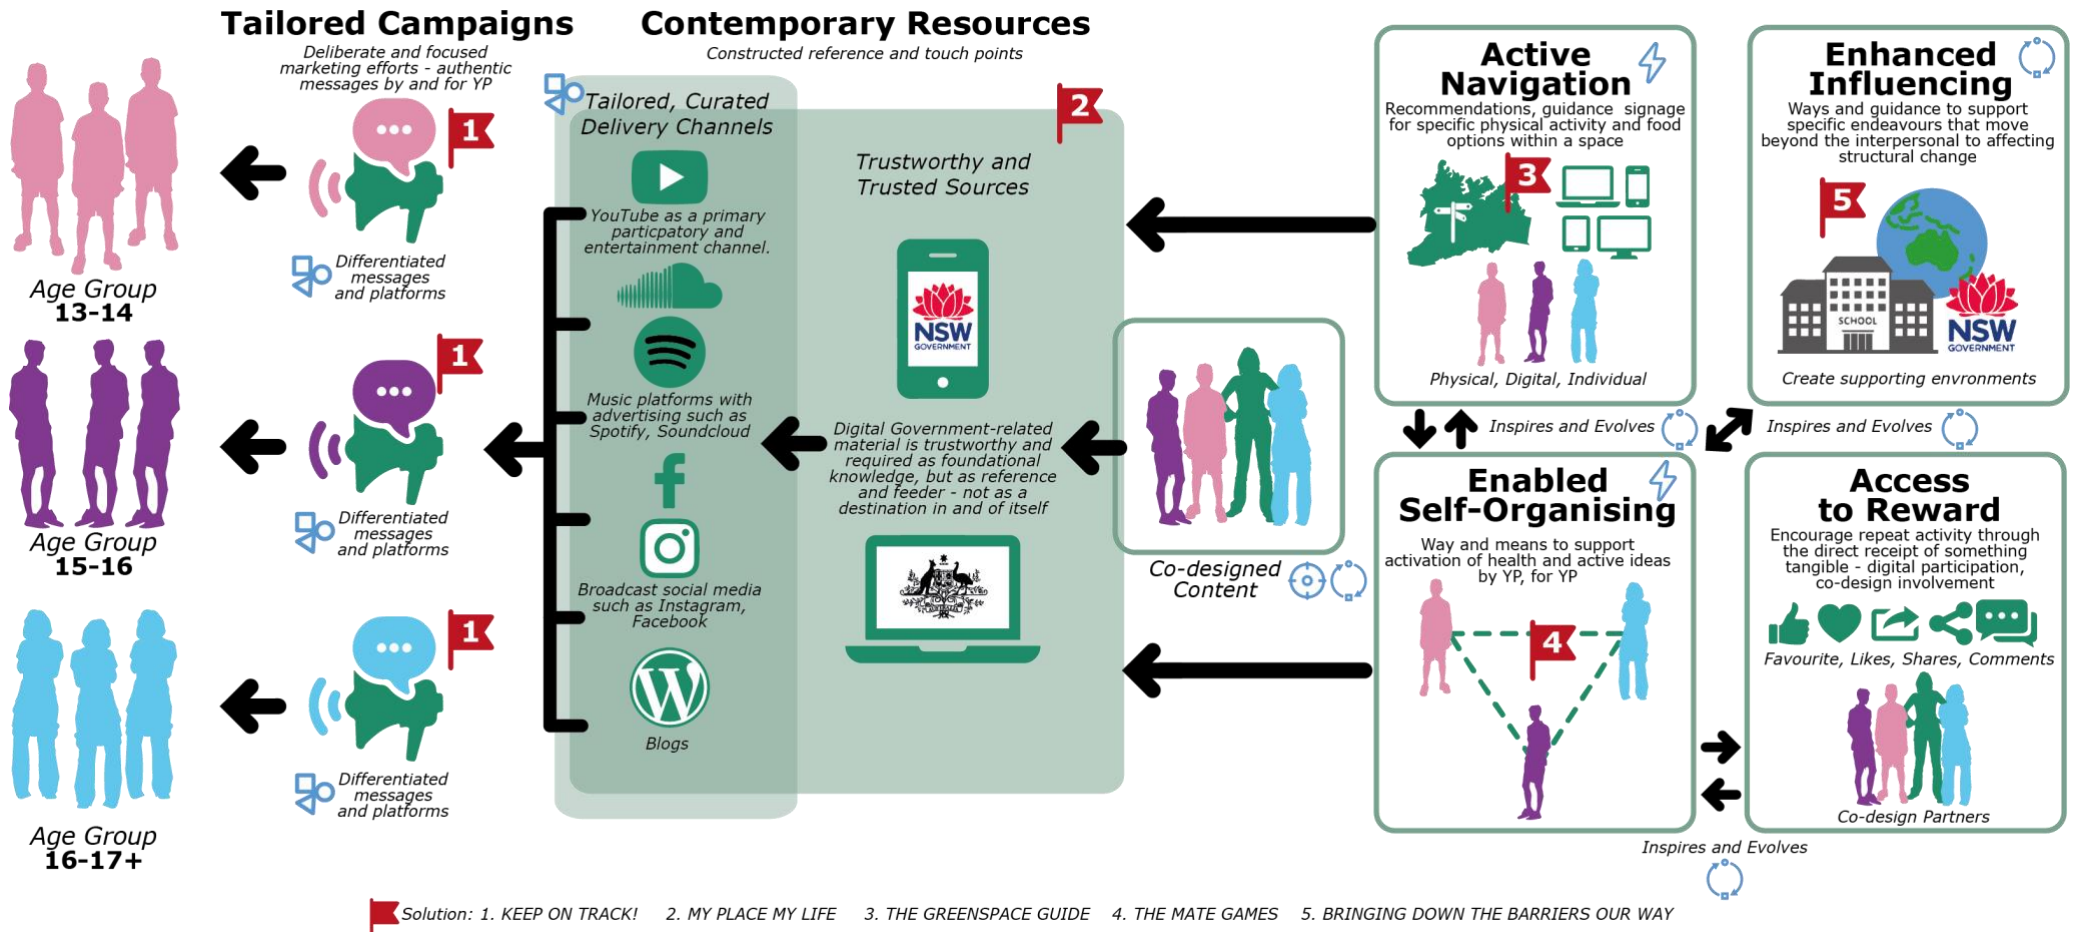 Tailored Campaigns
Deliberate and focused
marketing efforts - authentic
messages by and for YP
1
Differentiated
messages
and platforms
Age Group
13-14
1
Differentiated
messages
and platforms
Age Group
15-16
1
Differentiated
messages
and platforms
Age Group
16-17+
Contemporary Resources
Constructed reference and touch points
Tailored, Curated
Delivery Channels
YouTube as a primary
particpatory and
entertainment channel.
Music platforms with
advertising such as
Spotify, Soundcloud
Broadcast social media
such as Instagram,
Facebook
Blogs
2
Trustworthy and
Trusted Sources
NSW
GOVERNMENT
Digital Government-related
material is trustworthy and
required as foundational
knowledge, but as reference
and feeder - not as a
destination in and of itself
Co-designed
Content
Active
Navigation
Recommendations, guidance signage
for specific physical activity and food
options within a space
3
Physical, Digital, Individual
Inspires and Evolves
Enhanced
Influencing
Ways and guidance to support
specific endeavours that move
beyond the interpersonal to affecting
structural change
5
SCHOOL
NSW
GOVERNMENT
Create supporting envronments
Inspires and Evolves
Enabled
Self-Organising
Way and means to support
activation of health and active ideas
by YP, for YP
4
Access
to Reward
Encourage repeat activity through
the direct receipt of something
tangible - digital participation,
co-design involvement
Favourite, Likes, Shares, Comments
Co-design Partners
Inspires and Evolves
Solution: 1. KEEP ON TRACK! 2. MY PLACE MY LIFE 3. THE GREENSPACE GUIDE 4. THE MATE GAMES 5. BRINGING DOWN THE BARRIERS OUR WAY